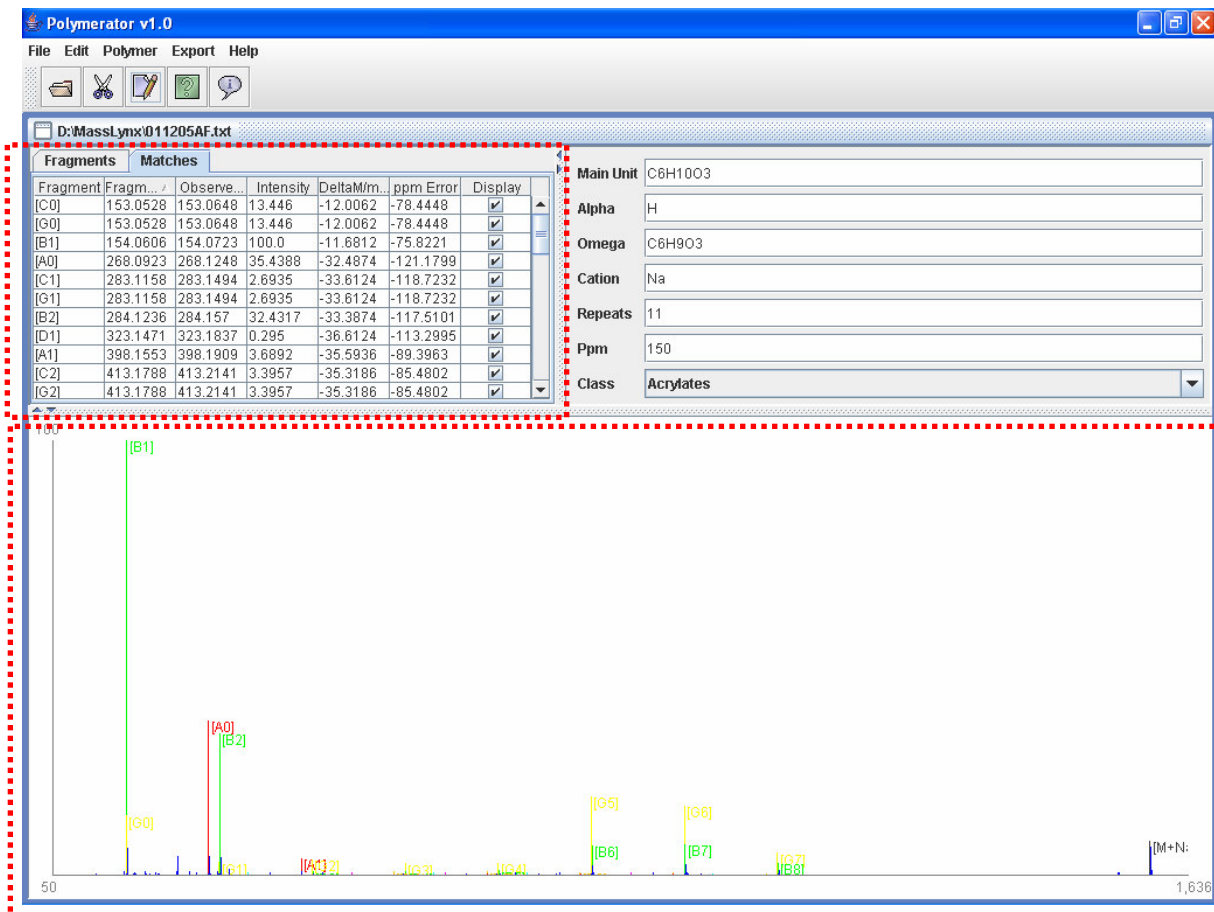 Polymerator v1.0
File Edit Polymer Export Help
D:\MassLynx\011205AF.txt
Fragments Matches
Fragment Fragm... Observe... Intensity DeltaM/m... ppm Error Display
[C0] 153.0528 153.0648 13.446 -12.0062 -78.4448
[G0] 153.0528 153.0648 13.446 -12.0062 -78.4448
[B1] 154.0606 154.0723 100.0 -11.6812 -75.8221
[A0] 268.0923 268.1248 35.4388 -32.4874 -121.1799
[C1] 283.1158 283.1494 2.6935 -33.6124 -118.7232
[G1] 283.1158 283.1494 2.6935 -33.6124 -118.7232
[B2] 284.1236 284.157 32.4317 -33.3874 -117.5101
[D1] 323.1471 323.1837 0.295 -36.6124 -113.2995
[A1] 398.1553 398.1909 3.6892 -35.5936 -89.3963
[C2] 413.1788 413.2141 3.3957 -35.3186 -85.4802
[G2] 413.1788 413.2141 3.3957 -35.3186 -85.4802
Main Unit C6H10O3
Alpha H
Omega C6H9O3
Cation Na
Repeats 11
Ppm 150
Class Acrylates
100
[B1]
[A0]
[B2]
[G0]
[G5]
[G6]
[B6]
[B7]
[M+Na
[G7]
[G1]
[A1]
[G3]
[G4]
[B8]
50
1,636